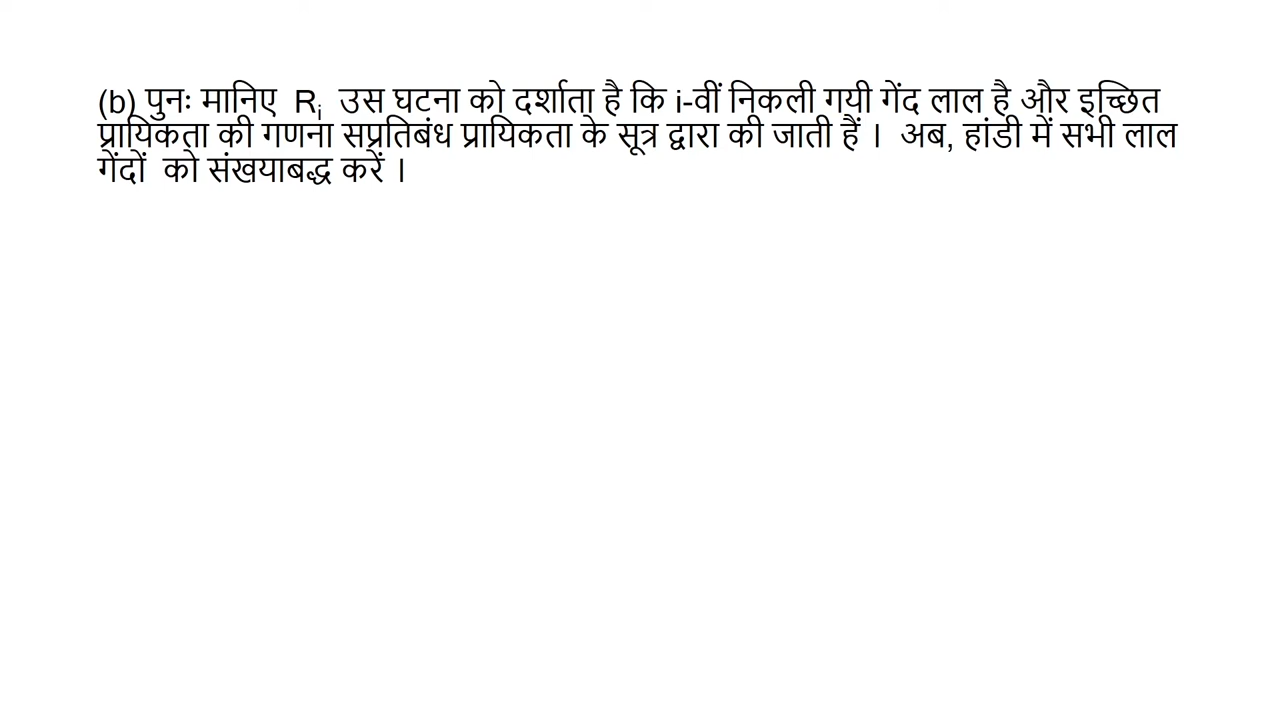 (b) पुनः मानिए R<sub>i</sub> उस घटना को दर्शाता है कि i-वीं निकली गयी गेंद लाल है और इच्छित
प्रायिकता की गणना सप्रतिबंध प्रायिकता के सूत्र द्वारा की जाती हैं । अब, हांडी में सभी लाल
गेंदों को संखयाबद्ध करें ।